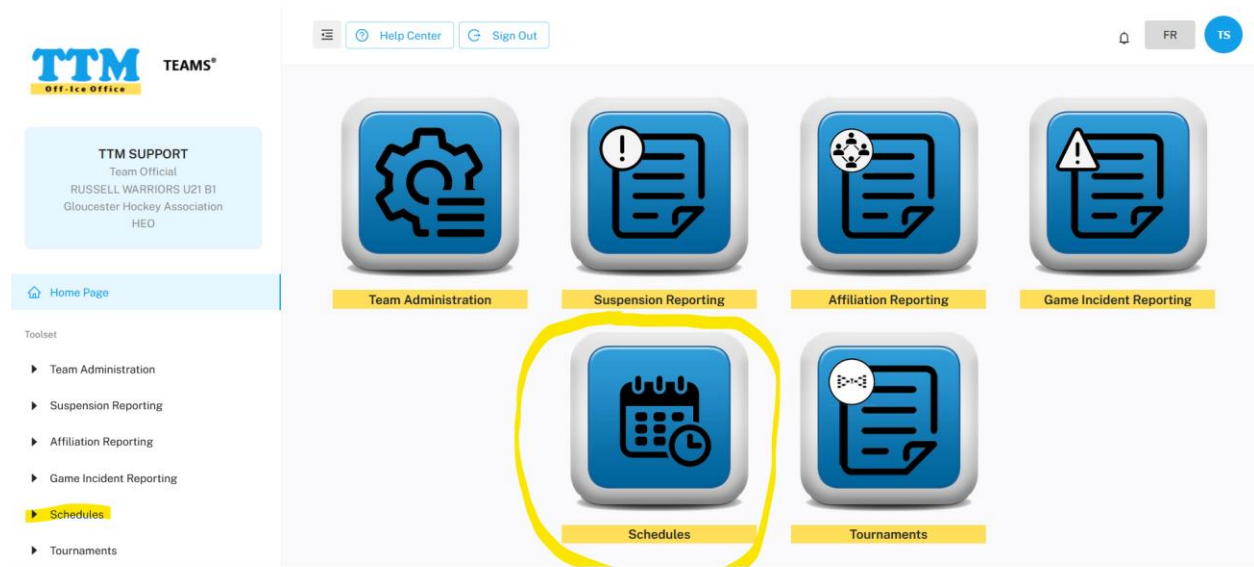 TTM TEAMS®
Off-Ice Office
Help Center
Sign Out
FR
TS
TTM SUPPORT
Team Official
RUSSELL WARRIORS U21 B1
Gloucester Hockey Association
HEO
Home Page
Toolset
Team Administration
Suspension Reporting
Affiliation Reporting
Game Incident Reporting
Schedules
Tournaments
Team Administration
Suspension Reporting
Affiliation Reporting
Game Incident Reporting
Schedules
Tournaments